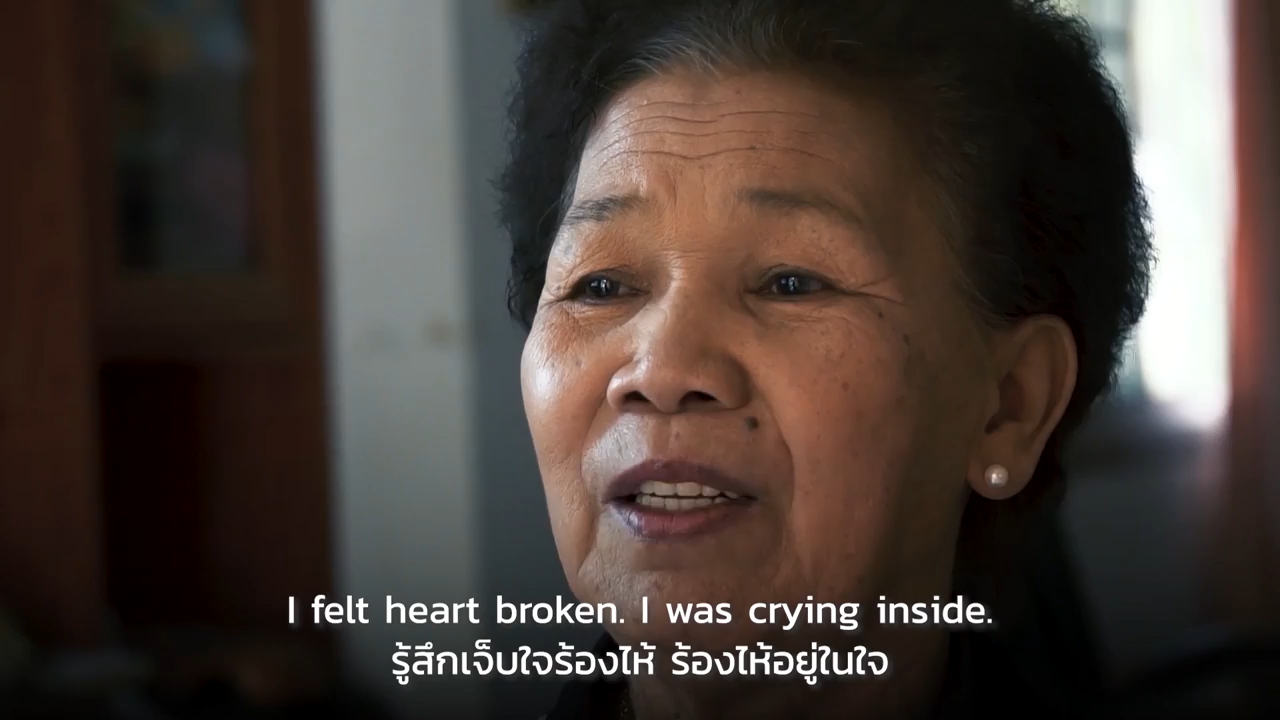 I felt heart broken. I was crying inside.
รู้สึกเจ็บใจร้องไห้ ร้องไห้อยู่ในใจ